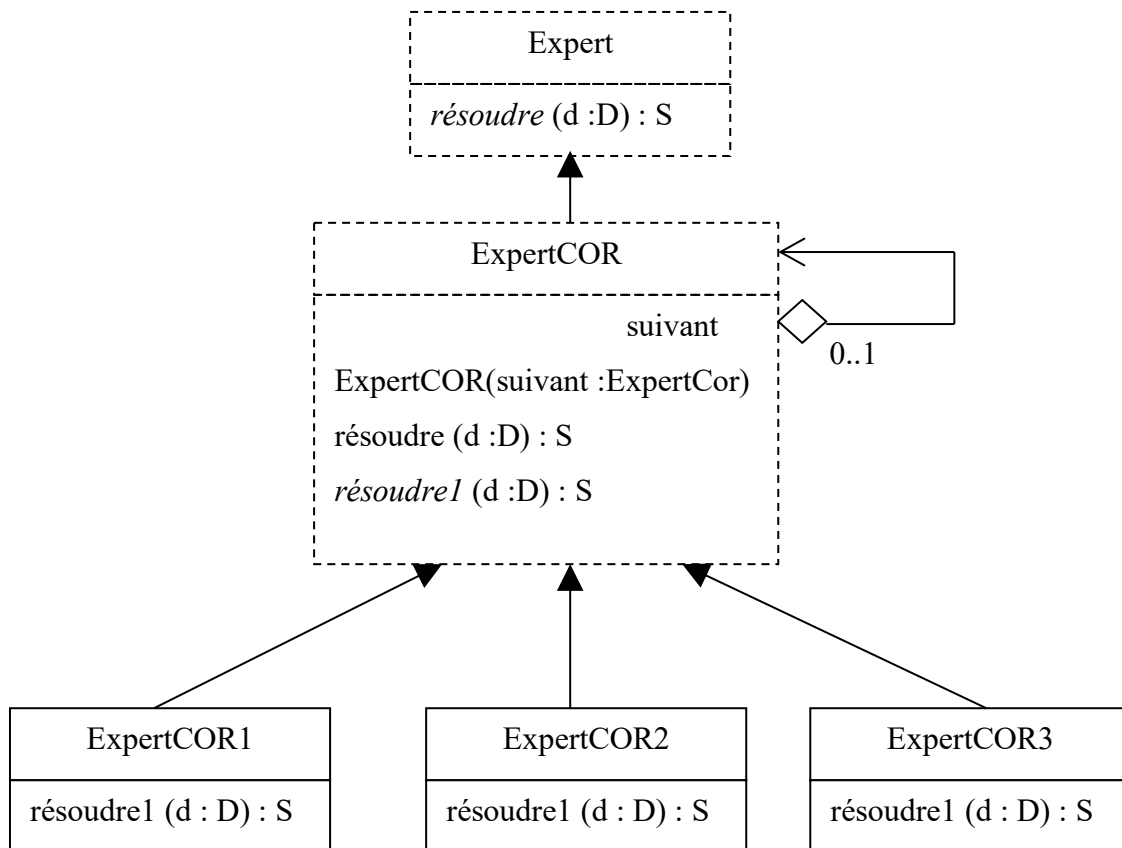 Expert
résoudre (d :D) : S
ExpertCOR
suivant
0..1
ExpertCOR(suivant :ExpertCor)
résoudre (d :D) : S
résoudre1 (d :D) : S
ExpertCOR1
ExpertCOR2
ExpertCOR3
résoudre1 (d : D) : S
résoudre1 (d : D) : S
résoudre1 (d : D) : S